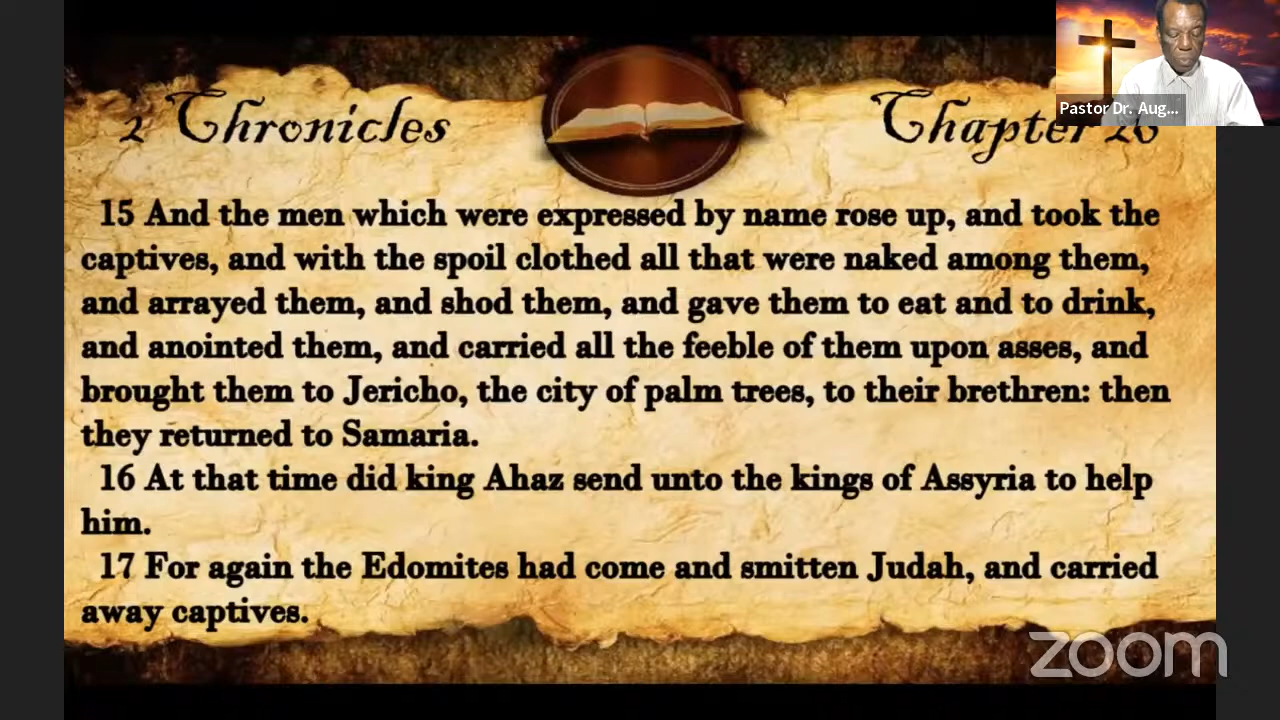 2 Chronicles
Chapter
Pastor Dr. Aug...
15 And the men which were expressed by name rose up, and took the
captives, and with the spoil clothed all that were naked among them,
and arrayed them, and shod them, and gave them to eat and to drink,
and anointed them, and carried all the feeble of them upon asses, and
brought them to Jericho, the city of palm trees, to their brethren: then
they returned to Samaria.
16 At that time did king Ahaz send unto the kings of Assyria to help
him.
17 For again the Edomites had come and smitten Judah, and carried
away captives.
zoom